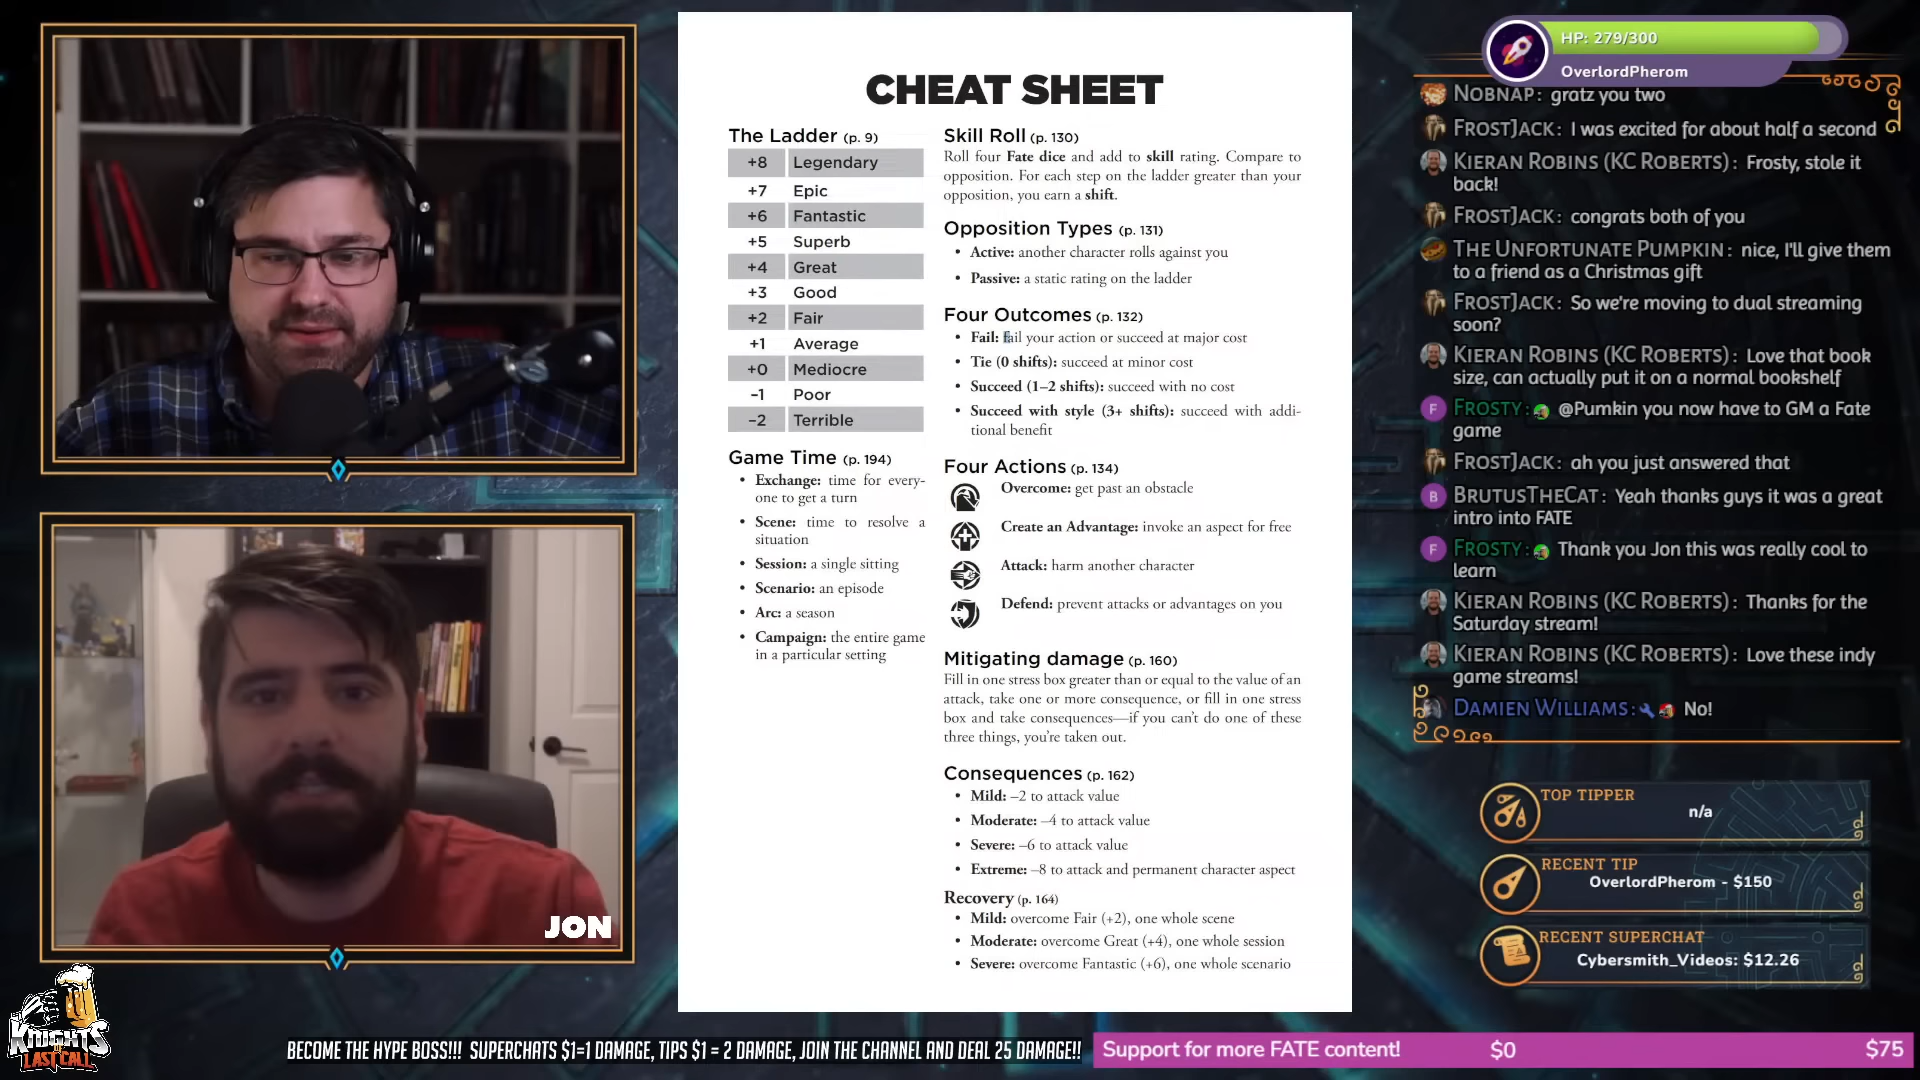 CHEAT SHEET
The Ladder (p. 9)
+8 Legendary
+7 Epic
+6 Fantastic
+5 Superb
+4 Great
+3 Good
+2 Fair
+1 Average
+0 Mediocre
–1 Poor
–2 Terrible
Game Time (p. 194)
• Exchange: time for every-
one to get a turn
• Scene: time to resolve a
situation
• Session: a single sitting
• Scenario: an episode
• Arc: a season
• Campaign: the entire game
in a particular setting
Skill Roll (p. 130)
Roll four Fate dice and add to skill rating. Compare to
opposition. For each step on the ladder greater than your
opposition, you earn a shift.
Opposition Types (p. 131)
• Active: another character rolls against you
• Passive: a static rating on the ladder
Four Outcomes (p. 132)
• Fail: fail your action or succeed at major cost
• Tie (0 shifts): succeed at minor cost
• Succeed (1–2 shifts): succeed with no cost
• Succeed with style (3+ shifts): succeed with addi-
tional benefit
Four Actions (p. 134)
Overcome: get past an obstacle
Create an Advantage: invoke an aspect for free
Attack: harm another character
Defend: prevent attacks or advantages on you
Mitigating damage (p. 160)
Fill in one stress box greater than or equal to the value of an
attack, take one or more consequence, or fill in one stress
box and take consequences—if you can't do one of these
three things, you're taken out.
Consequences (p. 162)
• Mild: –2 to attack value
• Moderate: –4 to attack value
• Severe: –6 to attack value
• Extreme: –8 to attack and permanent character aspect
Recovery (p. 164)
• Mild: overcome Fair (+2), one whole scene
• Moderate: overcome Great (+4), one whole session
• Severe: overcome Fantastic (+6), one whole scenario
HP: 279/300
OverlordPherom
NOBNAP: gratz you two
FROSTJACK: I was excited for about half a second
KIERAN ROBINS (KC ROBERTS): Frosty, stole it
back!
FROSTJACK: congrats both of you
THE UNFORTUNATE PUMPKIN: nice, I'll give them
to a friend as a Christmas gift
FROSTJACK: So we're moving to dual streaming
soon?
KIERAN ROBINS (KC ROBERTS): Love that book
size, can actually put it on a normal bookshelf
F FROSTY: @Pumkin you now have to GM a Fate
game
FROSTJACK: ah you just answered that
B BRUTUSTHECAT: Yeah thanks guys it was a great
intro into FATE
F FROSTY: Thank you Jon this was really cool to
learn
KIERAN ROBINS (KC ROBERTS): Thanks for the
Saturday stream!
KIERAN ROBINS (KC ROBERTS): Love these indy
game streams!
DAMIEN WILLIAMS: No!
TOP TIPPER
n/a
RECENT TIP
OverlordPherom - $150
RECENT SUPERCHAT
Cybersmith_Videos: $12.26
JON
KNIGHTS
OF
LAST CALL
BECOME THE HYPE BOSS!!! SUPERCHATS $1=1 DAMAGE, TIPS $1 = 2 DAMAGE, JOIN THE CHANNEL AND DEAL 25 DAMAGE!!
Support for more FATE content! $0 $75